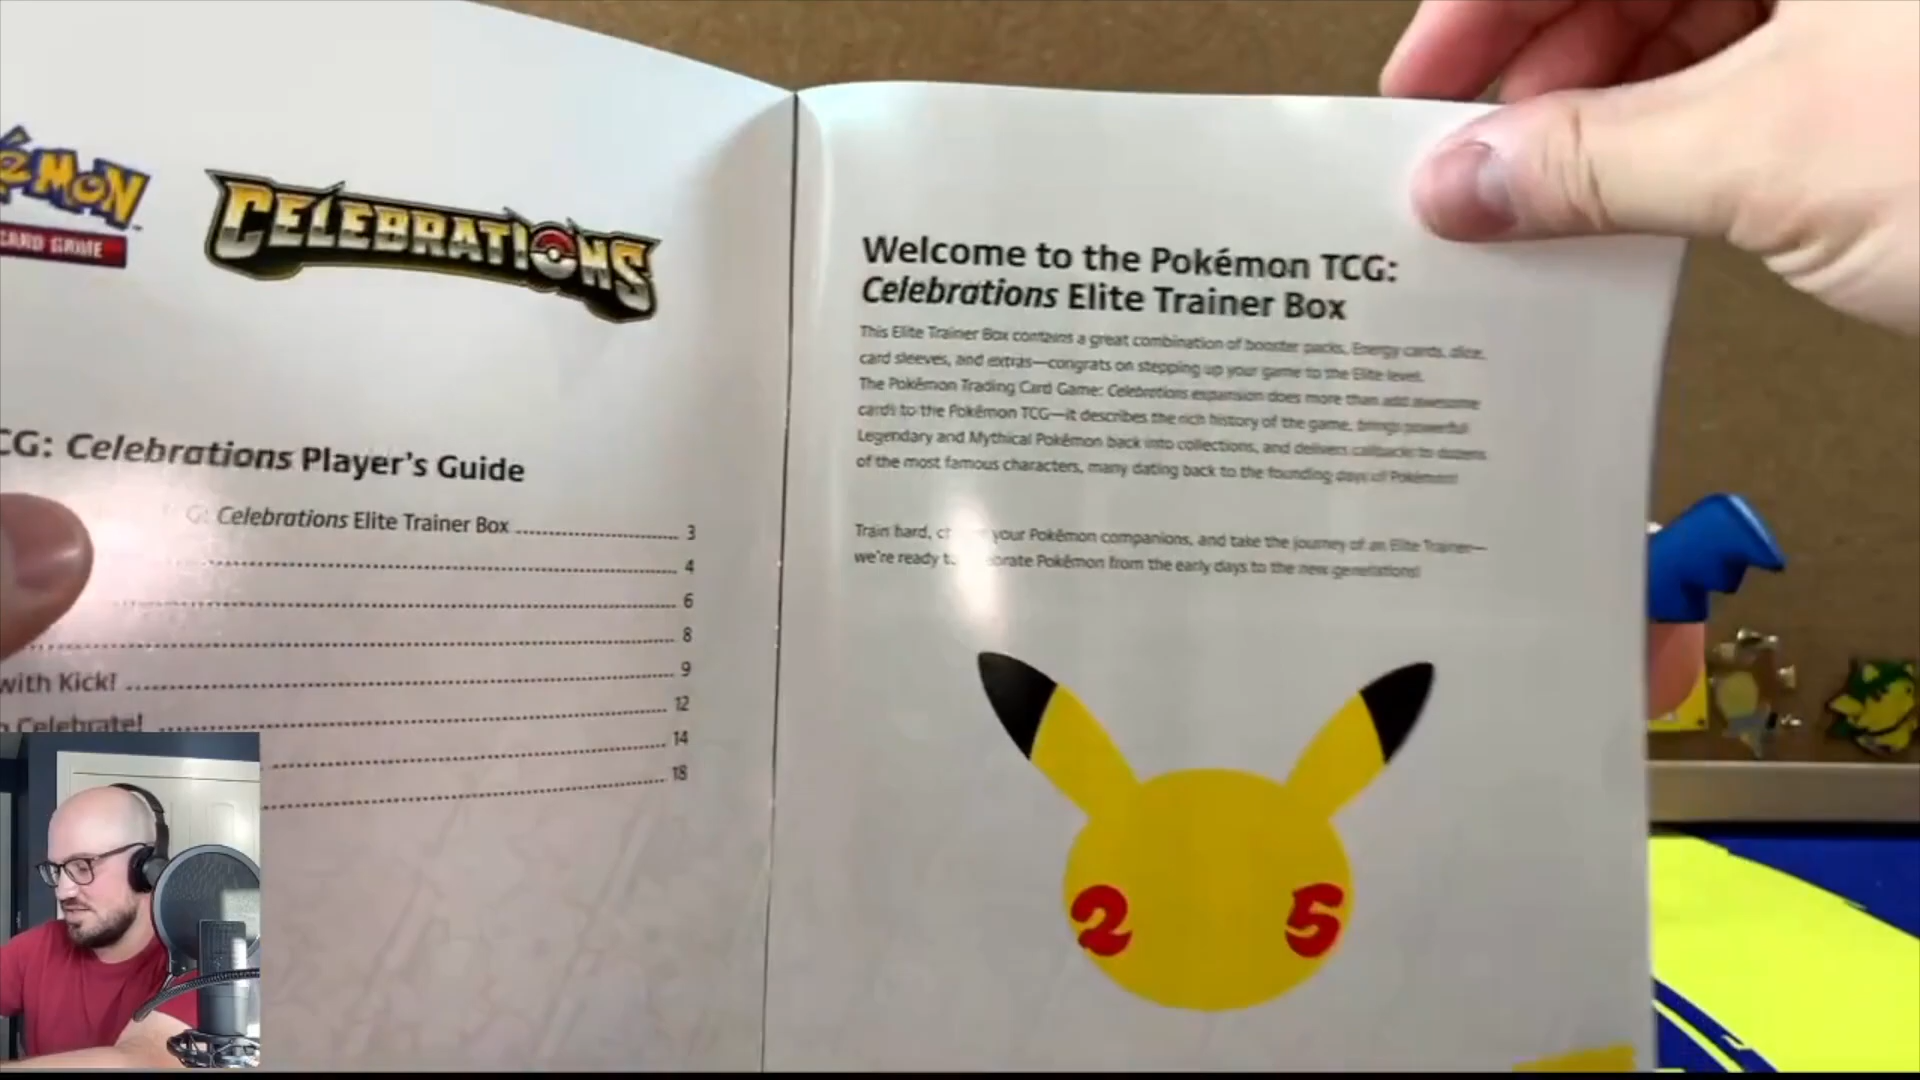 éMON
CARD GAME
CELEBRATIONS
CG: Celebrations Player's Guide
G: Celebrations Elite Trainer Box 3
4
6
8
with Kick! 9
Celebrate! 12
14
18
Welcome to the Pokémon TCG:
Celebrations Elite Trainer Box
This Elite Trainer Box contains a great combination of booster packs, Energy cards, dice,
card sleeves, and extras—congrats on stepping up your game to the Elite level.
The Pokémon Trading Card Game: Celebrations expansion does more than add awesome
cards to the Pokémon TCG—it describes the rich history of the game, brings powerful
Legendary and Mythical Pokémon back into collections, and delivers callbacks to dozens
of the most famous characters, many dating back to the founding days of Pokémon!
Train hard, your Pokémon companions, and take the journey of an Elite Trainer—
we're ready Pokémon from the early days to the new generations!
2 5